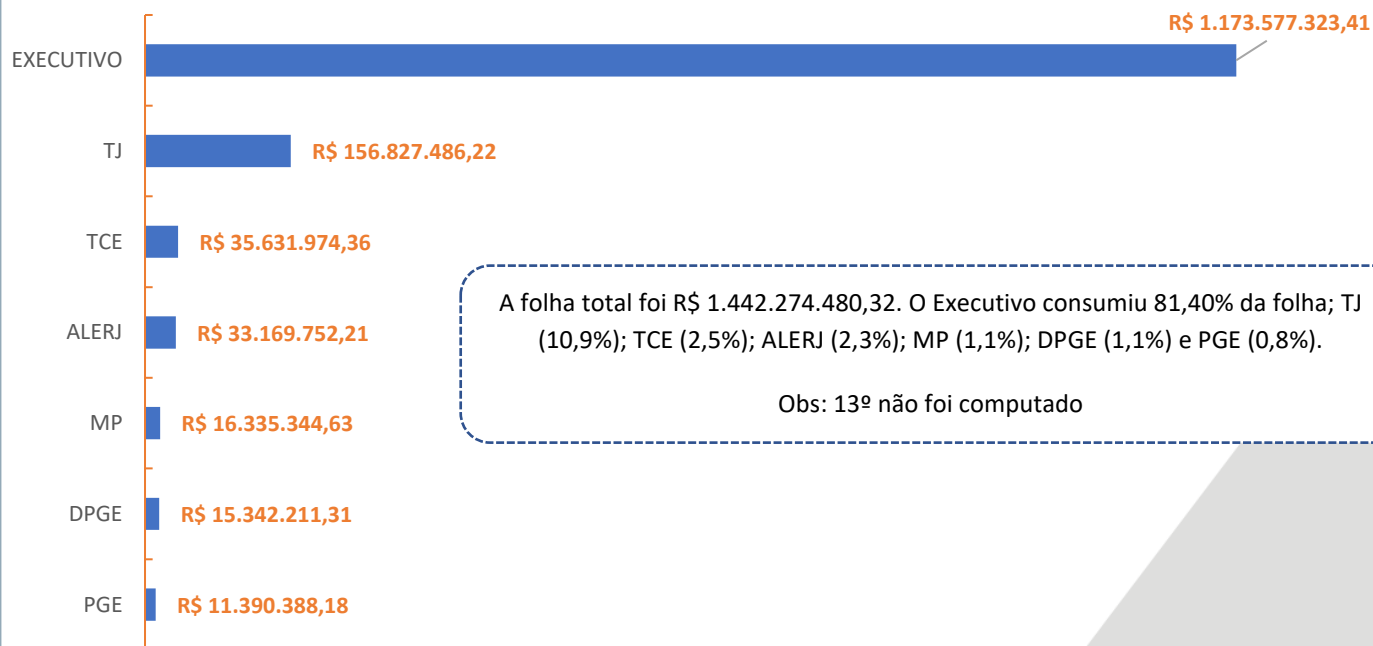 R$ 1.173.577.323,41
EXECUTIVO
TJ
R$ 156.827.486,22
TCE
R$ 35.631.974,36
A folha total foi R$ 1.442.274.480,32. O Executivo consumiu 81,40% da folha; TJ
(10,9%); TCE (2,5%); ALERJ (2,3%); MP (1,1%); DPGE (1,1%) e PGE (0,8%).
Obs: 13º não foi computado
ALERJ
R$ 33.169.752,21
MP
R$ 16.335.344,63
DPGE
R$ 15.342.211,31
PGE
R$ 11.390.388,18